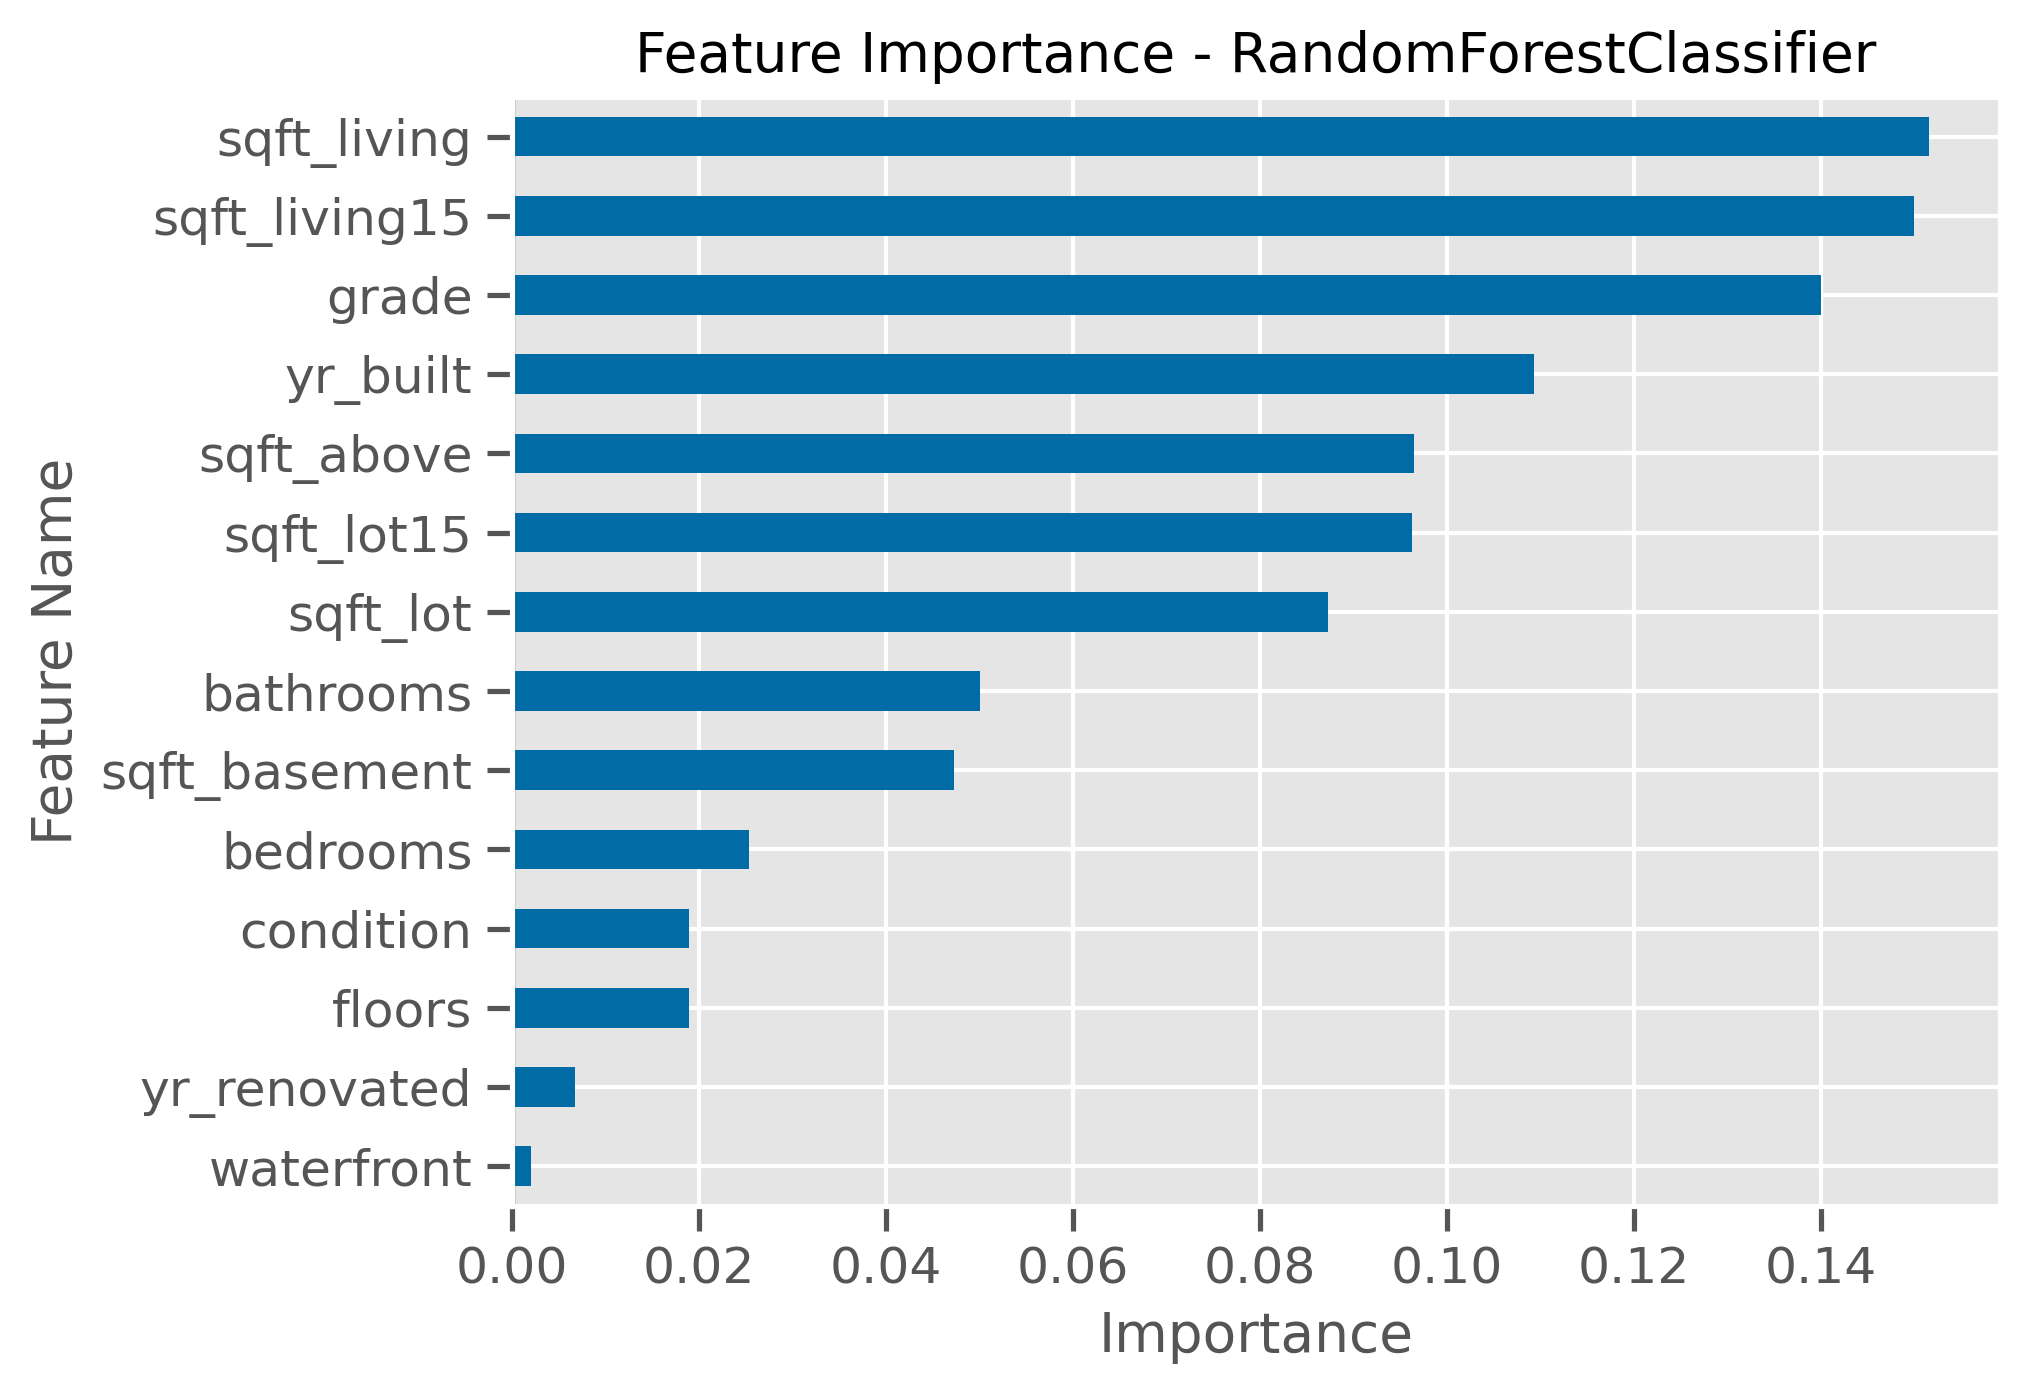 Feature Importance - RandomForestClassifier
sqft_living
sqft_living15
grade
yr_built
sqft_above
sqft_lot15
sqft_lot
bathrooms
sqft_basement
bedrooms
condition
floors
yr_renovated
waterfront
Feature Name
0.00 0.02 0.04 0.06 0.08 0.10 0.12 0.14
Importance